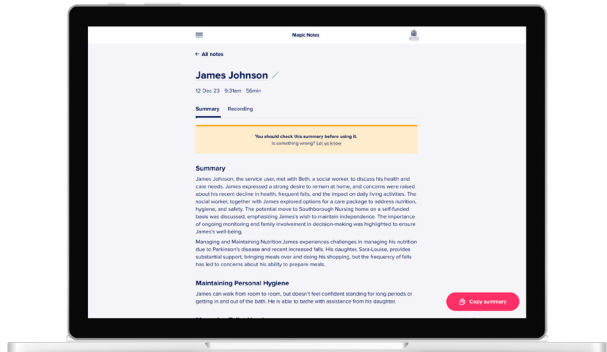 Magic Notes
← All notes
James Johnson
12 Dec 23 9:31am 56min
Summary Recording
You should check this summary before using it.
Is something wrong? Let us know
Summary
James Johnson, the service user, met with Beth, a social worker, to discuss his health and
care needs. James expressed a strong desire to remain at home, and concerns were raised
about his recent decline in health, frequent falls, and the impact on daily activities. The
social worker, together with James explored options for a care package to address nutrition,
hygiene, and safety. The potential move to Southborough Nursing home on a self-funded
basis was discussed, emphasizing James's wish to maintain independence. The importance
of ongoing monitoring and family involvement in decision-making was highlighted to ensure
James's well-being.
Managing and Maintaining Nutrition James experiences challenges in managing his nutrition
due to Parkinson's disease and recent increased falls. His daughter, Sara-Louise, provides
substantial support, bringing meals over and doing his shopping, but the frequency of falls
has led to concerns about his ability to prepare meals.
Maintaining Personal Hygiene
James can walk from room to room, but doesn't feel confident standing for long periods or
getting in and out of the bath. He is able to bathe with assistance from his daughter.
Copy summary